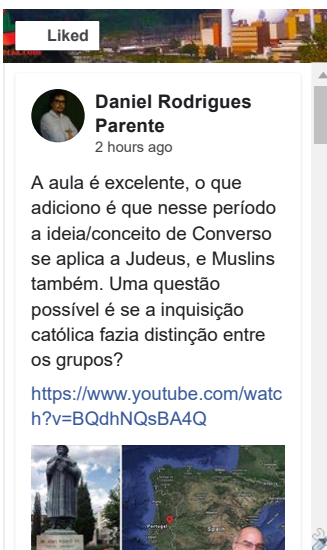 Liked
Daniel Rodrigues
Parente
2 hours ago
A aula é excelente, o que
adiciono é que nesse período
a ideia/conceito de Converso
se aplica a Judeus, e Muslins
também. Uma questão
possível é se a inquisição
católica fazia distinção entre
os grupos?
https://www.youtube.com/watc
h?v=BQdhNQsBA4Q
Portugal
Spain